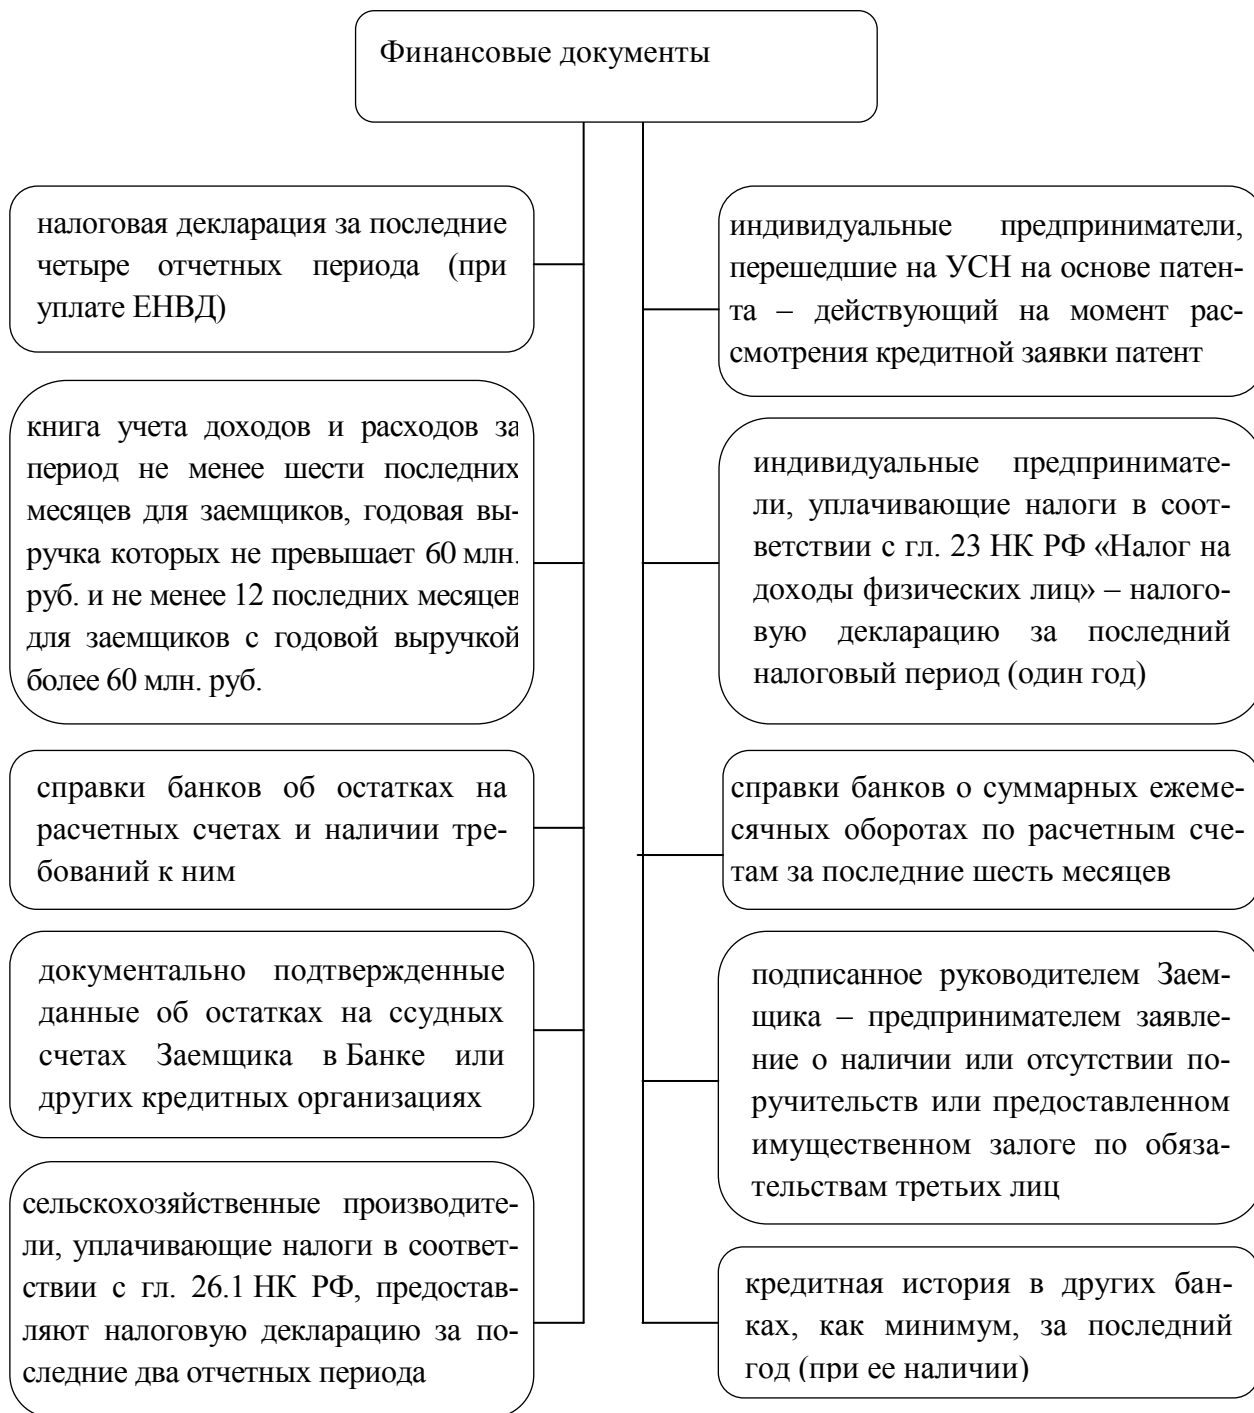 Финансовые документы
налоговая декларация за последние
четыре отчетных периода (при
уплате ЕНВД)
книга учета доходов и расходов за
период не менее шести последних
месяцев для заемщиков, годовая вы-
ручка которых не превышает 60 млн.
руб. и не менее 12 последних месяцев
для заемщиков с годовой выручкой
более 60 млн. руб.
справки банков об остатках на
расчетных счетах и наличии тре-
бований к ним
документально подтвержденные
данные об остатках на ссудных
счетах Заемщика в Банке или
других кредитных организациях
сельскохозяйственные производите-
ли, уплачивающие налоги в соответ-
ствии с гл. 26.1 НК РФ, предостав-
ляют налоговую декларацию за по-
следние два отчетных периода
индивидуальные предприниматели,
перешедшие на УСН на основе патен-
та – действующий на момент рас-
смотрения кредитной заявки патент
индивидуальные предпринимате-
ли, уплачивающие налоги в соот-
ветствии с гл. 23 НК РФ «Налог на
доходы физических лиц» – налого-
вую декларацию за последний
налоговый период (один год)
справки банков о суммарных ежеме-
сячных оборотах по расчетным сче-
там за последние шесть месяцев
подписанное руководителем Заем-
щика – предпринимателем заявле-
ние о наличии или отсутствии по-
ручительств или предоставленном
имущественном залоге по обяза-
тельствам третьих лиц
кредитная история в других бан-
ках, как минимум, за последний
год (при ее наличии)